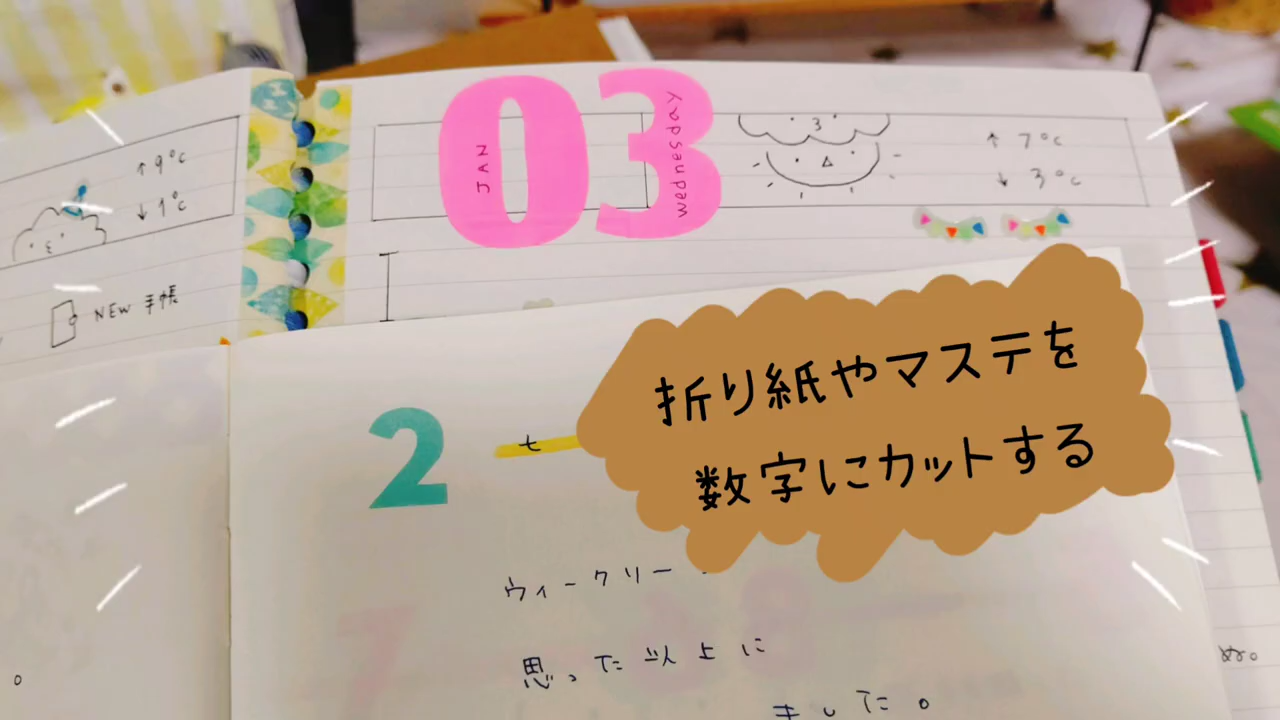 ↑9℃
↓1℃
NEW 手帳
03
JAN
wednesday
↑ 7℃
↓ 3℃
折り紙やマステを
数字にカットする
2
ウィークリー
思った以上に
ました。
ぬ。